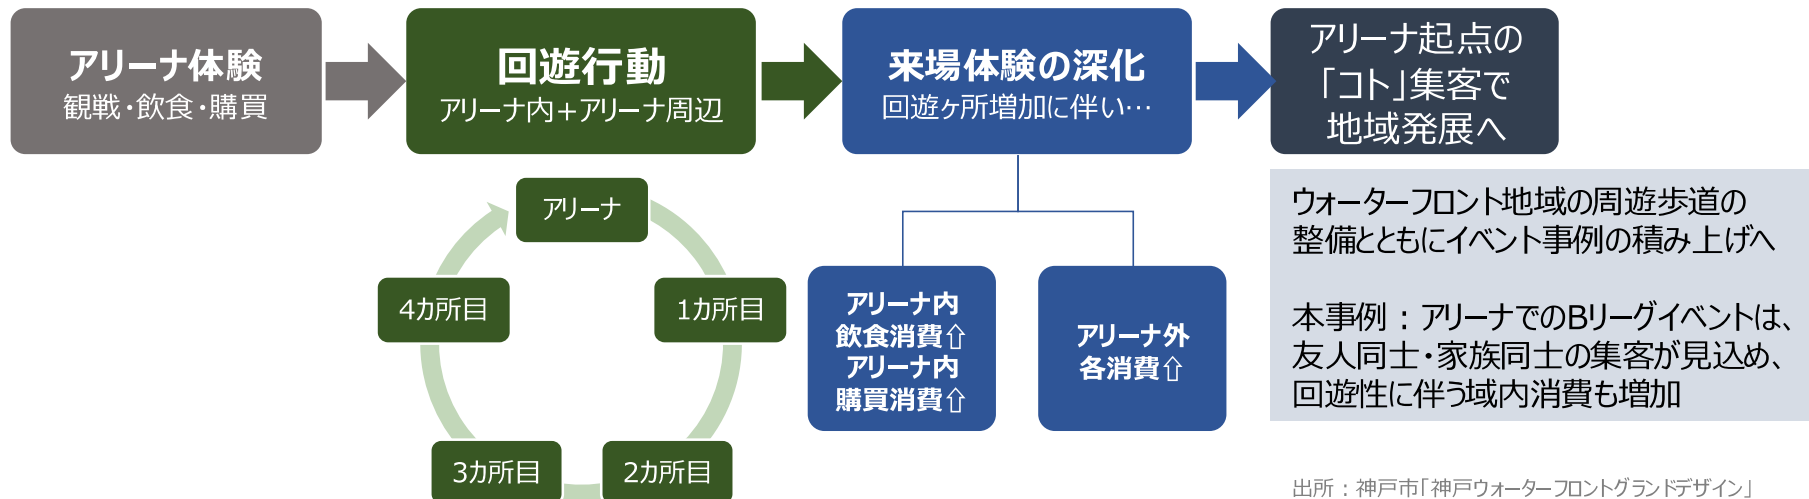 アリーナ体験
観戦・飲食・購買
回遊行動
アリーナ内+アリーナ周辺
来場体験の深化
回遊ヶ所増加に伴い…
アリーナ起点の
「コト」集客で
地域発展へ
アリーナ
1カ所目
2カ所目
3カ所目
4カ所目
アリーナ内
飲食消費⇧
アリーナ内
購買消費⇧
アリーナ外
各消費⇧
ウォーターフロント地域の周遊歩道の
整備とともにイベント事例の積み上げへ
本事例：アリーナでのBリーグイベントは、
友人同士・家族同士の集客が見込め、
回遊性に伴う域内消費も増加
出所：神戸市「神戸ウォーターフロントグランドデザイン」